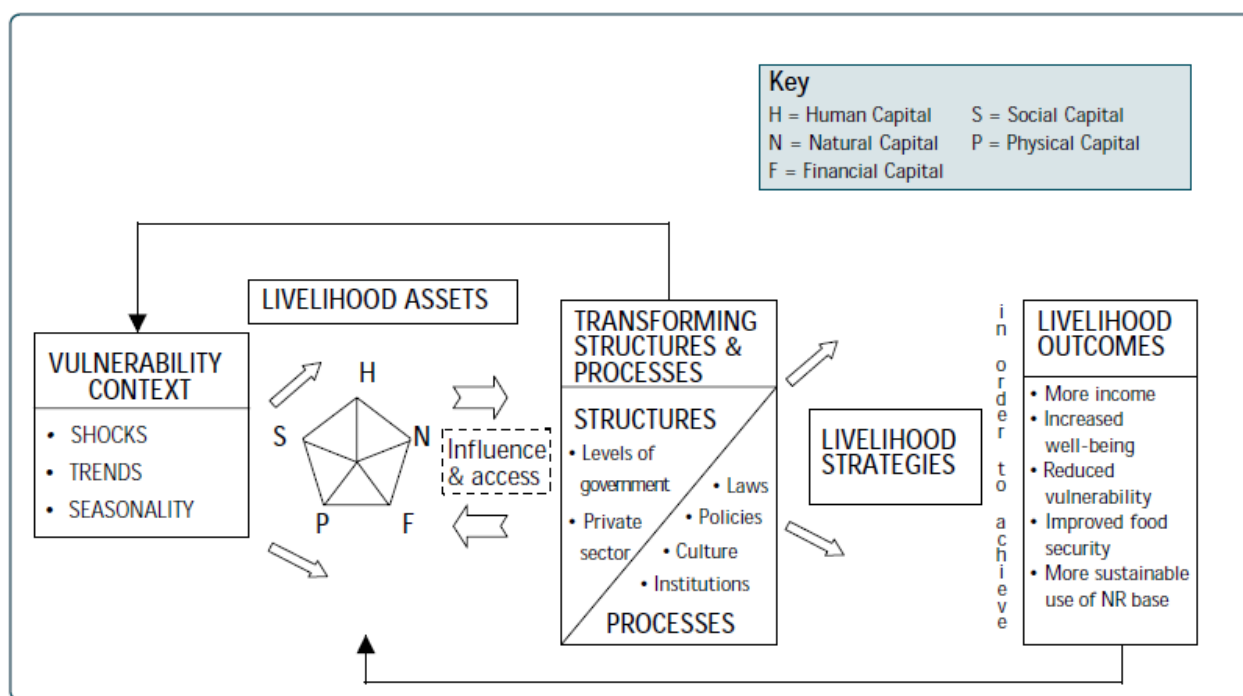 Key
H = Human Capital S = Social Capital
N = Natural Capital P = Physical Capital
F = Financial Capital
LIVELIHOOD ASSETS
VULNERABILITY
CONTEXT
• SHOCKS
• TRENDS
• SEASONALITY
H
S
N
P
F
Influence
& access
TRANSFORMING
STRUCTURES &
PROCESSES
STRUCTURES
• Levels of
government
• Private
sector
• Laws
• Policies
• Culture
• Institutions
PROCESSES
LIVELIHOOD
STRATEGIES
in order to achieve
LIVELIHOOD
OUTCOMES
• More income
• Increased
well-being
• Reduced
vulnerability
• Improved food
security
• More sustainable
use of NR base